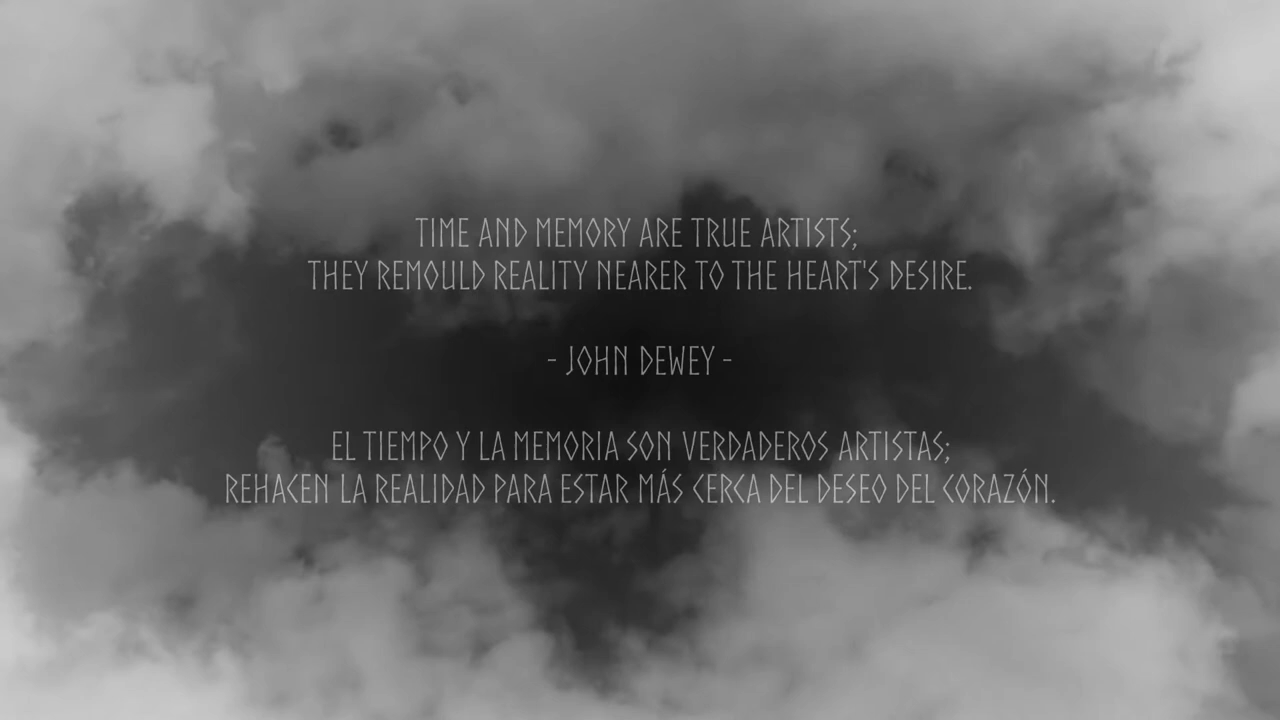 TIME AND MEMORY ARE TRUE ARTISTS;
THEY REMOULD REALITY NEARER TO THE HEART'S DESIRE.
- JOHN DEWEY -
EL TIEMPO Y LA MEMORIA SON VERDADEROS ARTISTAS;
REHACEN LA REALIDAD PARA ESTAR MÁS CERCA DEL DESEO DEL CORAZÓN.